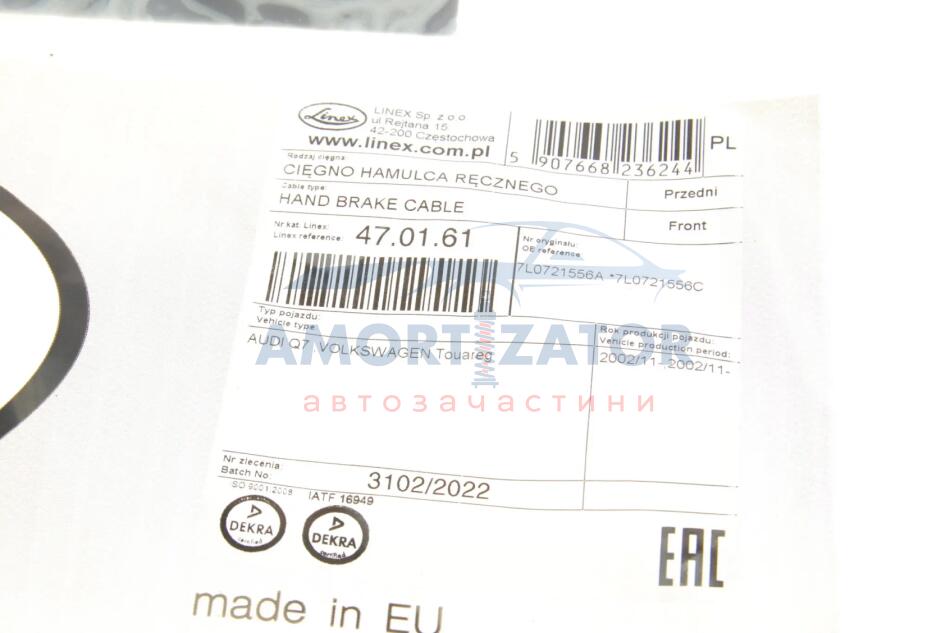 Linex
LINEX Sp. z o.o
ul Rejtana 15
42-200 Częstochowa
www.linex.com.pl
5 907668 236244
PL
Rodzaj cięgna:
CIĘGNO HAMULCA RĘCZNEGO
Przedni
Cable type:
HAND BRAKE CABLE
Front
Nr kat. Linex:
Linex reference:
47.01.61
Nr oryginału:
OE reference:
7L0721556A *7L0721556C
Typ pojazdu:
Vehicle type:
AUDI Q7, VOLKSWAGEN Touareg
Rok produkcji pojazdu:
Vehicle production period:
2002/11-, 2002/11-
AMORTIZATOR
автозачастини
Nr zlecenia:
Batch No:
3102/2022
ISO 9001:2008
IATF 16949
DEKRA
certified
DEKRA
certified
EAC
made in EU